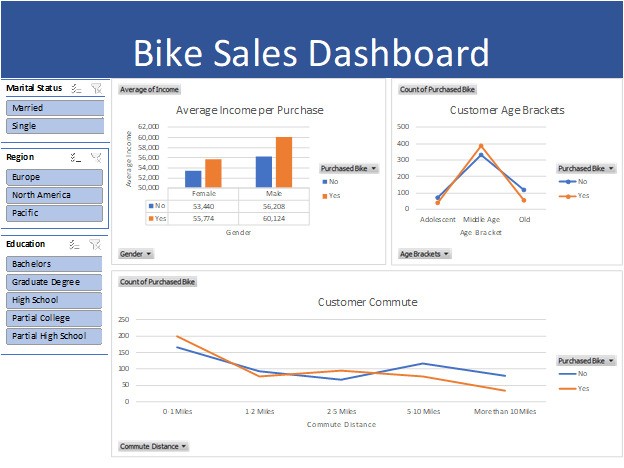 Bike Sales Dashboard
Marital Status
Married
Single
Region
Europe
North America
Pacific
Education
Bachelors
Graduate Degree
High School
Partial College
Partial High School
Average of Income
Average Income per Purchase
Average Income
62,000
60,000
58,000
56,000
54,000
52,000
50,000
Female Male
No 53,440 56,208
Yes 55,774 60,124
Gender
Purchased Bike
No
Yes
Gender
Count of Purchased Bike
Customer Age Brackets
500
400
300
200
100
0
Adolescent Middle Age Old
Age Bracket
Purchased Bike
No
Yes
Age Brackets
Count of Purchased Bike
Customer Commute
250
200
150
100
50
0
0-1 Miles 1-2 Miles 2-5 Miles 5-10 Miles More than 10 Miles
Commute Distance
Purchased Bike
No
Yes
Commute Distance